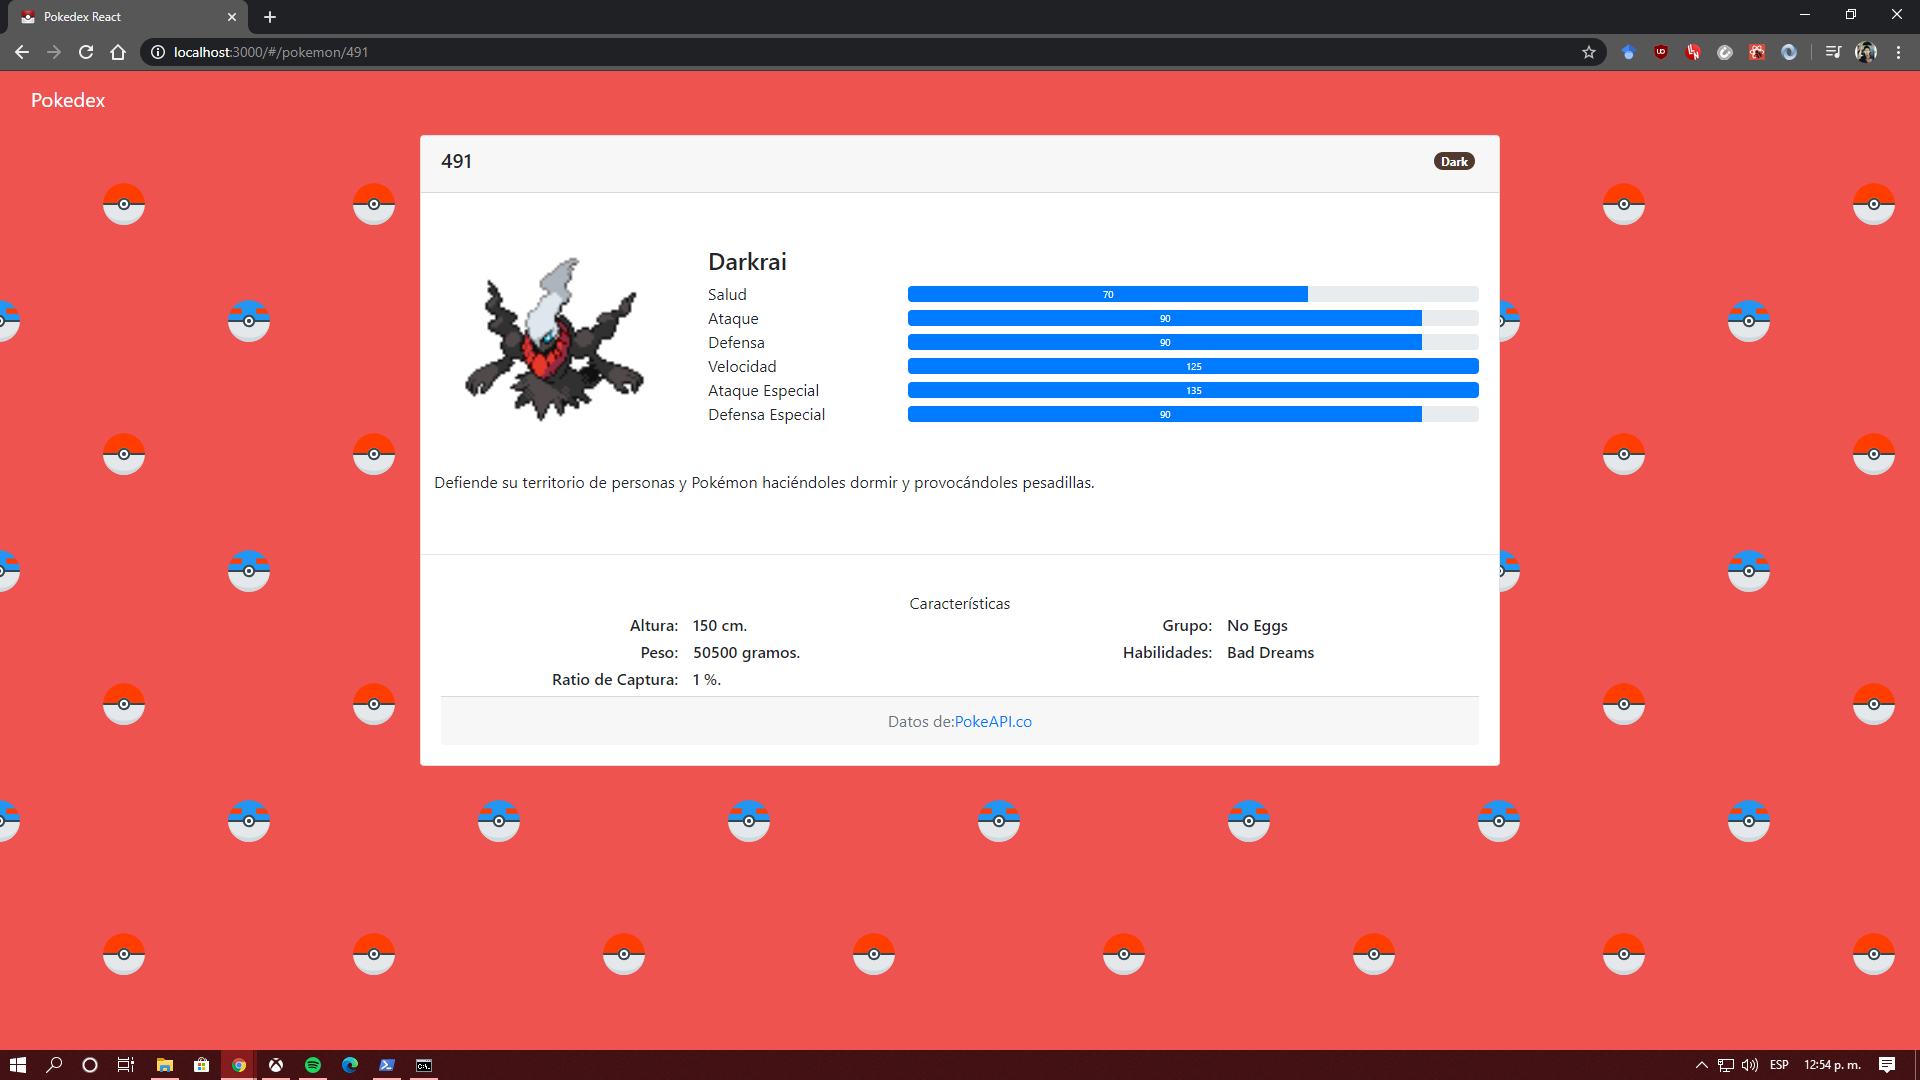 Pokedex React
localhost:3000/#/pokemon/491
Pokedex
491
Dark
Darkrai
Salud 70
Ataque 90
Defensa 90
Velocidad 125
Ataque Especial 135
Defensa Especial 90
Defiende su territorio de personas y Pokémon haciéndoles dormir y provocándoles pesadillas.
Características
Altura: 150 cm. Grupo: No Eggs
Peso: 50500 gramos. Habilidades: Bad Dreams
Ratio de Captura: 1 %.
Datos de:PokeAPI.co
ESP 12:54 p. m.